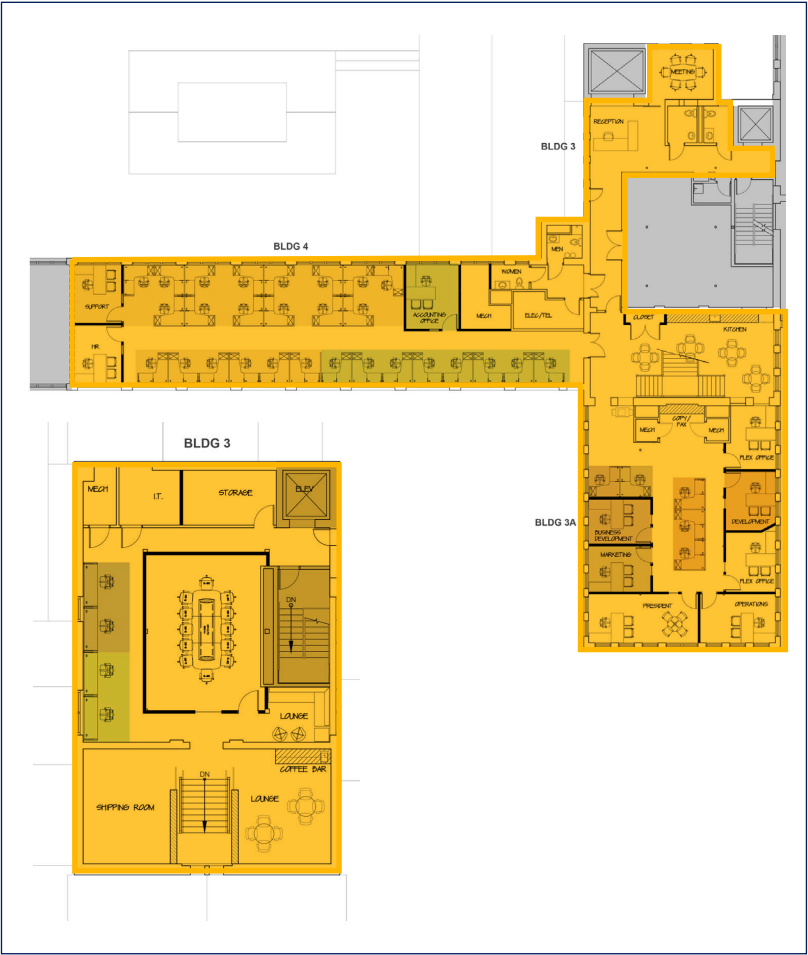 MEETING
RECEPTION
BLDG 3
MEN
BLDG 4
WOMEN
SUPPORT
ACCOUNTING
OFFICE
MECH
ELEC/TEL
CLOSET
KITCHEN
HR
COPY/
FAX
MECH
MECH
FLEX OFFICE
BLDG 3A
BUSINESS
DEVELOPMENT
DEVELOPMENT
MARKETING
FLEX OFFICE
PRESIDENT
OPERATIONS
BLDG 3
MECH
I.T.
STORAGE
ELEV
DN
LOUNGE
COFFEE BAR
DN
SHIPPING ROOM
LOUNGE